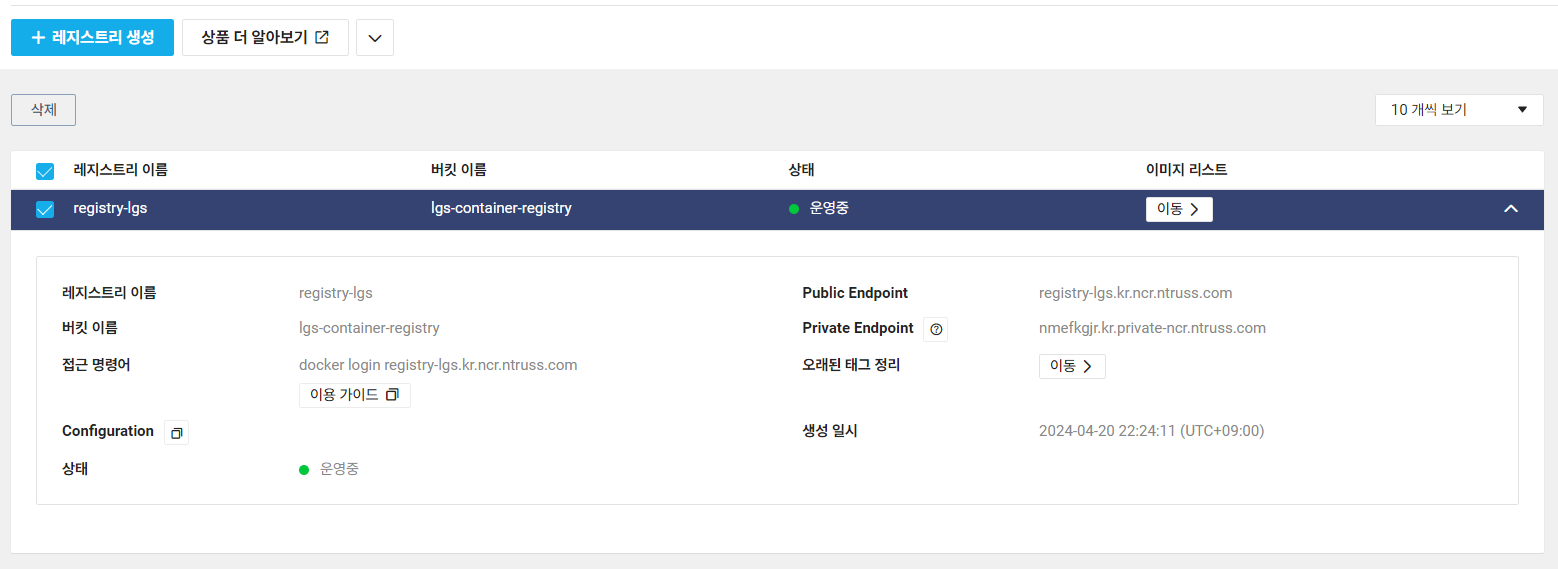 레지스트리 생성 상품 더 알아보기
삭제 10 개씩 보기
레지스트리 이름 버킷 이름 상태 이미지 리스트
registry-lgs lgs-container-registry 운영중 이동
레지스트리 이름 registry-lgs Public Endpoint registry-lgs.kr.ncr.ntruss.com
버킷 이름 lgs-container-registry Private Endpoint nmefkgjr.kr.private-ncr.ntruss.com
접근 명령어 docker login registry-lgs.kr.ncr.ntruss.com 오래된 태그 정리 이동
이용 가이드
Configuration 생성 일시 2024-04-20 22:24:11 (UTC+09:00)
상태 운영중